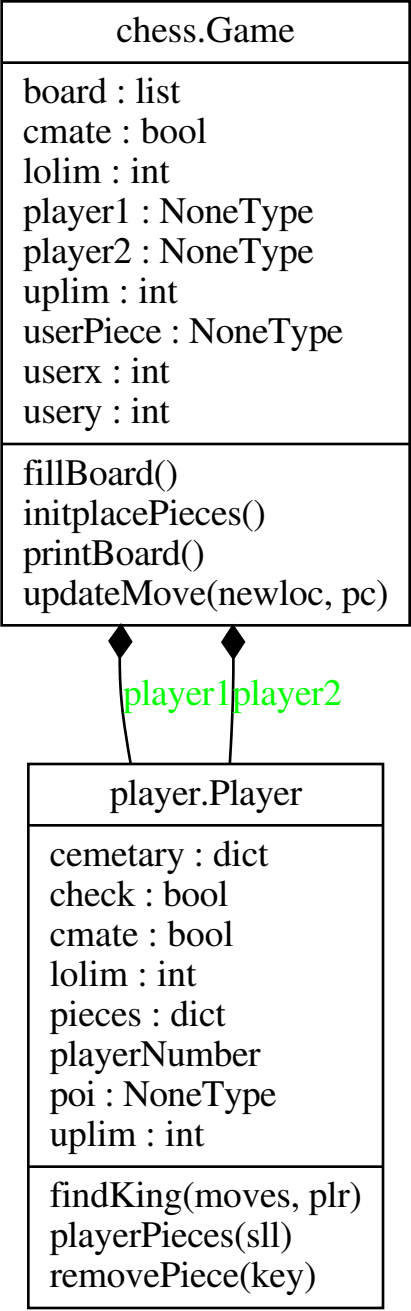 chess.Game
board : list
cmate : bool
lolim : int
player1 : NoneType
player2 : NoneType
uplim : int
userPiece : NoneType
userx : int
usery : int
fillBoard()
initplacePieces()
printBoard()
updateMove(newloc, pc)
player1 player2
player.Player
cemetary : dict
check : bool
cmate : bool
lolim : int
pieces : dict
playerNumber
poi : NoneType
uplim : int
findKing(moves, plr)
playerPieces(sll)
removePiece(key)